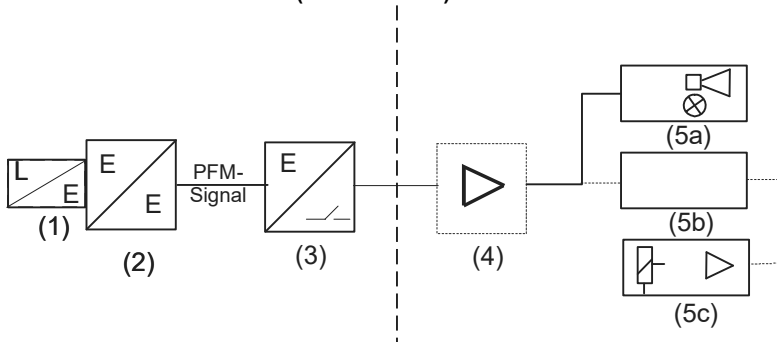 L
E
(1)
E
E
(2)
PFM-
Signal
E
(3)
(4)
(5a)
(5b)
(5c)